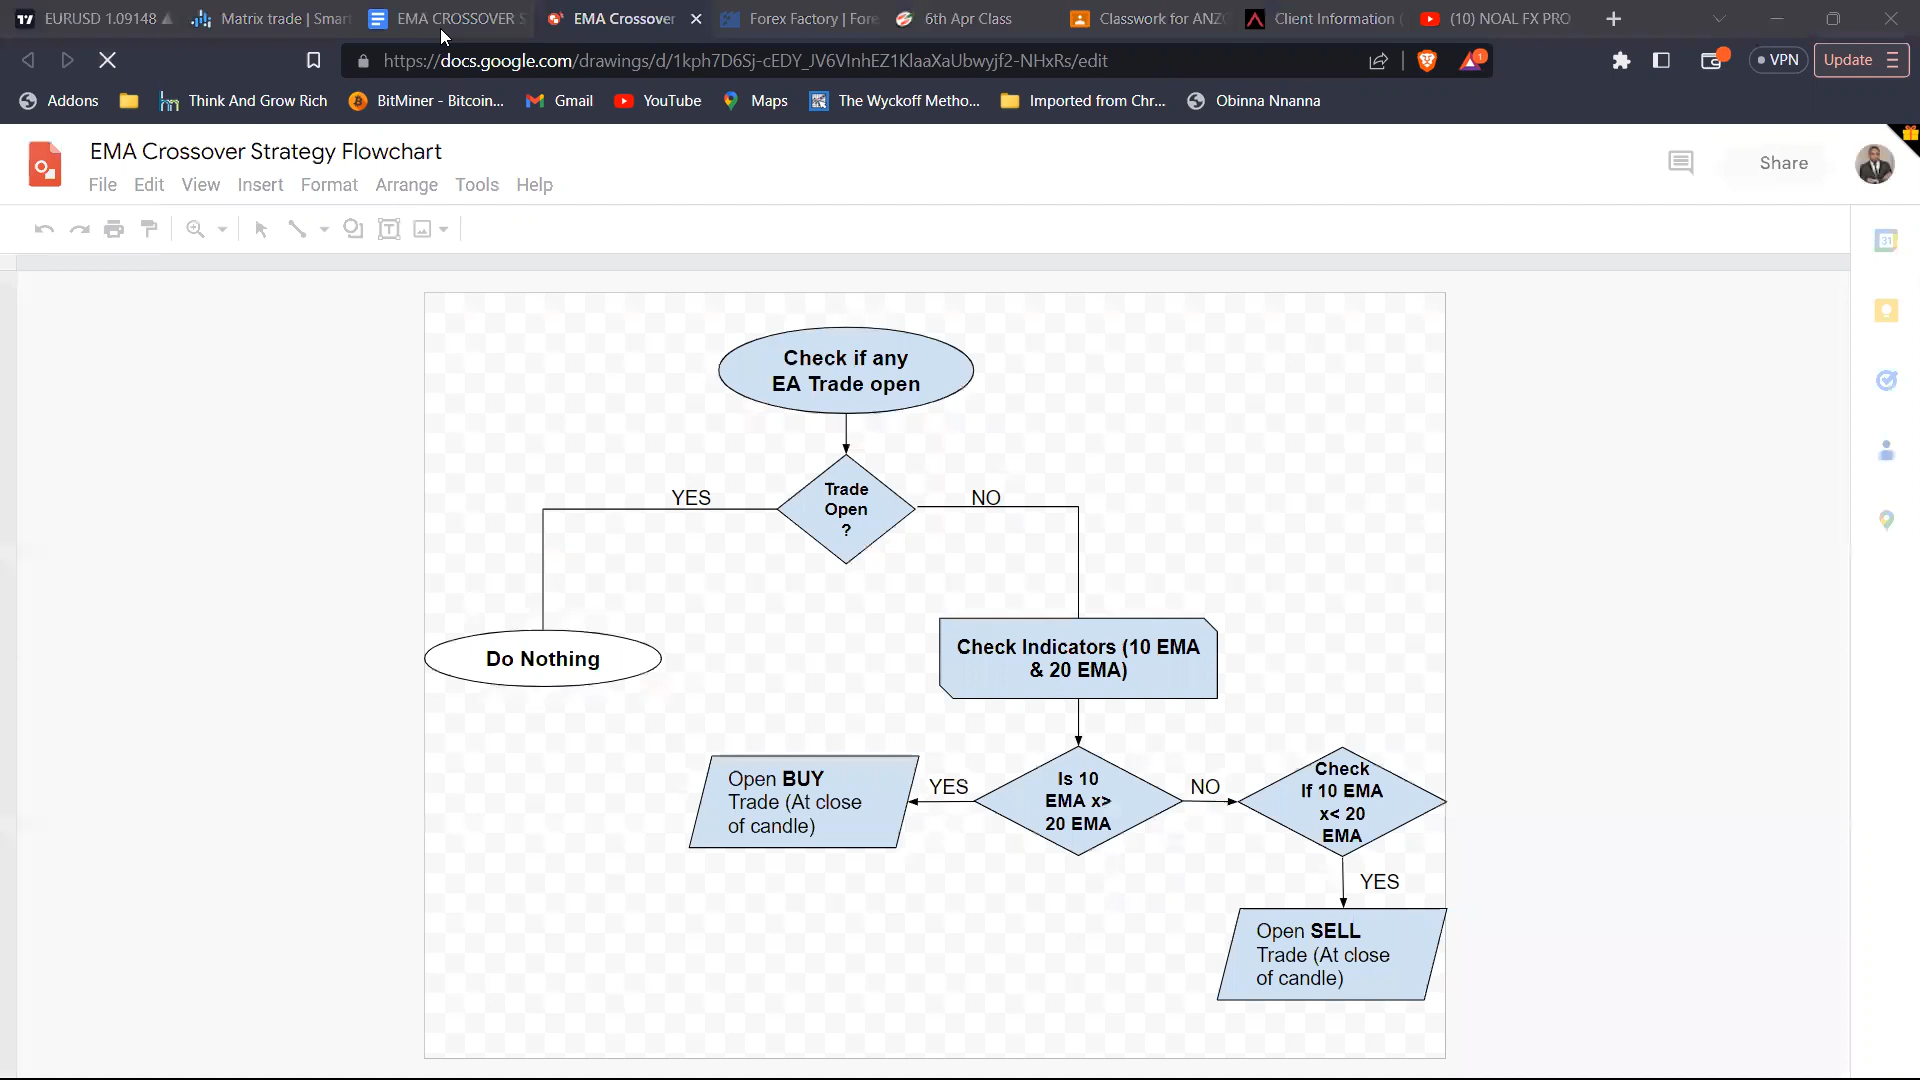 EURUSD 1.09148
Matrix trade | Smart
EMA CROSSOVER S
EMA Crossover
Forex Factory | Fore
6th Apr Class
Classwork for ANZO
Client Information (
(10) NOAL FX PRO
https://docs.google.com/drawings/d/1kph7D6Sj-cEDY_JV6VInhEZ1KlaaXaUbwyjf2-NHxRs/edit
1
VPN
Update
Addons
Think And Grow Rich
BitMiner - Bitcoin...
Gmail
YouTube
Maps
The Wyckoff Metho...
Imported from Chr...
Obinna Nnanna
EMA Crossover Strategy Flowchart
Share
File Edit View Insert Format Arrange Tools Help
31
Check if any
EA Trade open
YES
Trade
Open
?
NO
Do Nothing
Check Indicators (10 EMA
& 20 EMA)
Open BUY
Trade (At close
of candle)
YES
Is 10
EMA x>
20 EMA
NO
Check
If 10 EMA
x< 20
EMA
YES
Open SELL
Trade (At close
of candle)